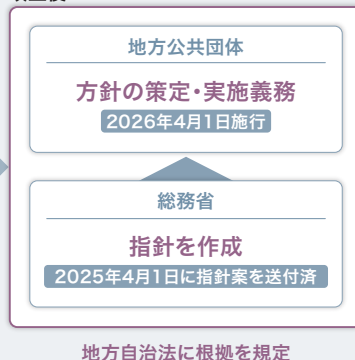 地方公共団体
方針の策定・実施義務
2026年4月1日施行
総務省
指針を作成
2025年4月1日に指針案を送付済
地方自治法に根拠を規定